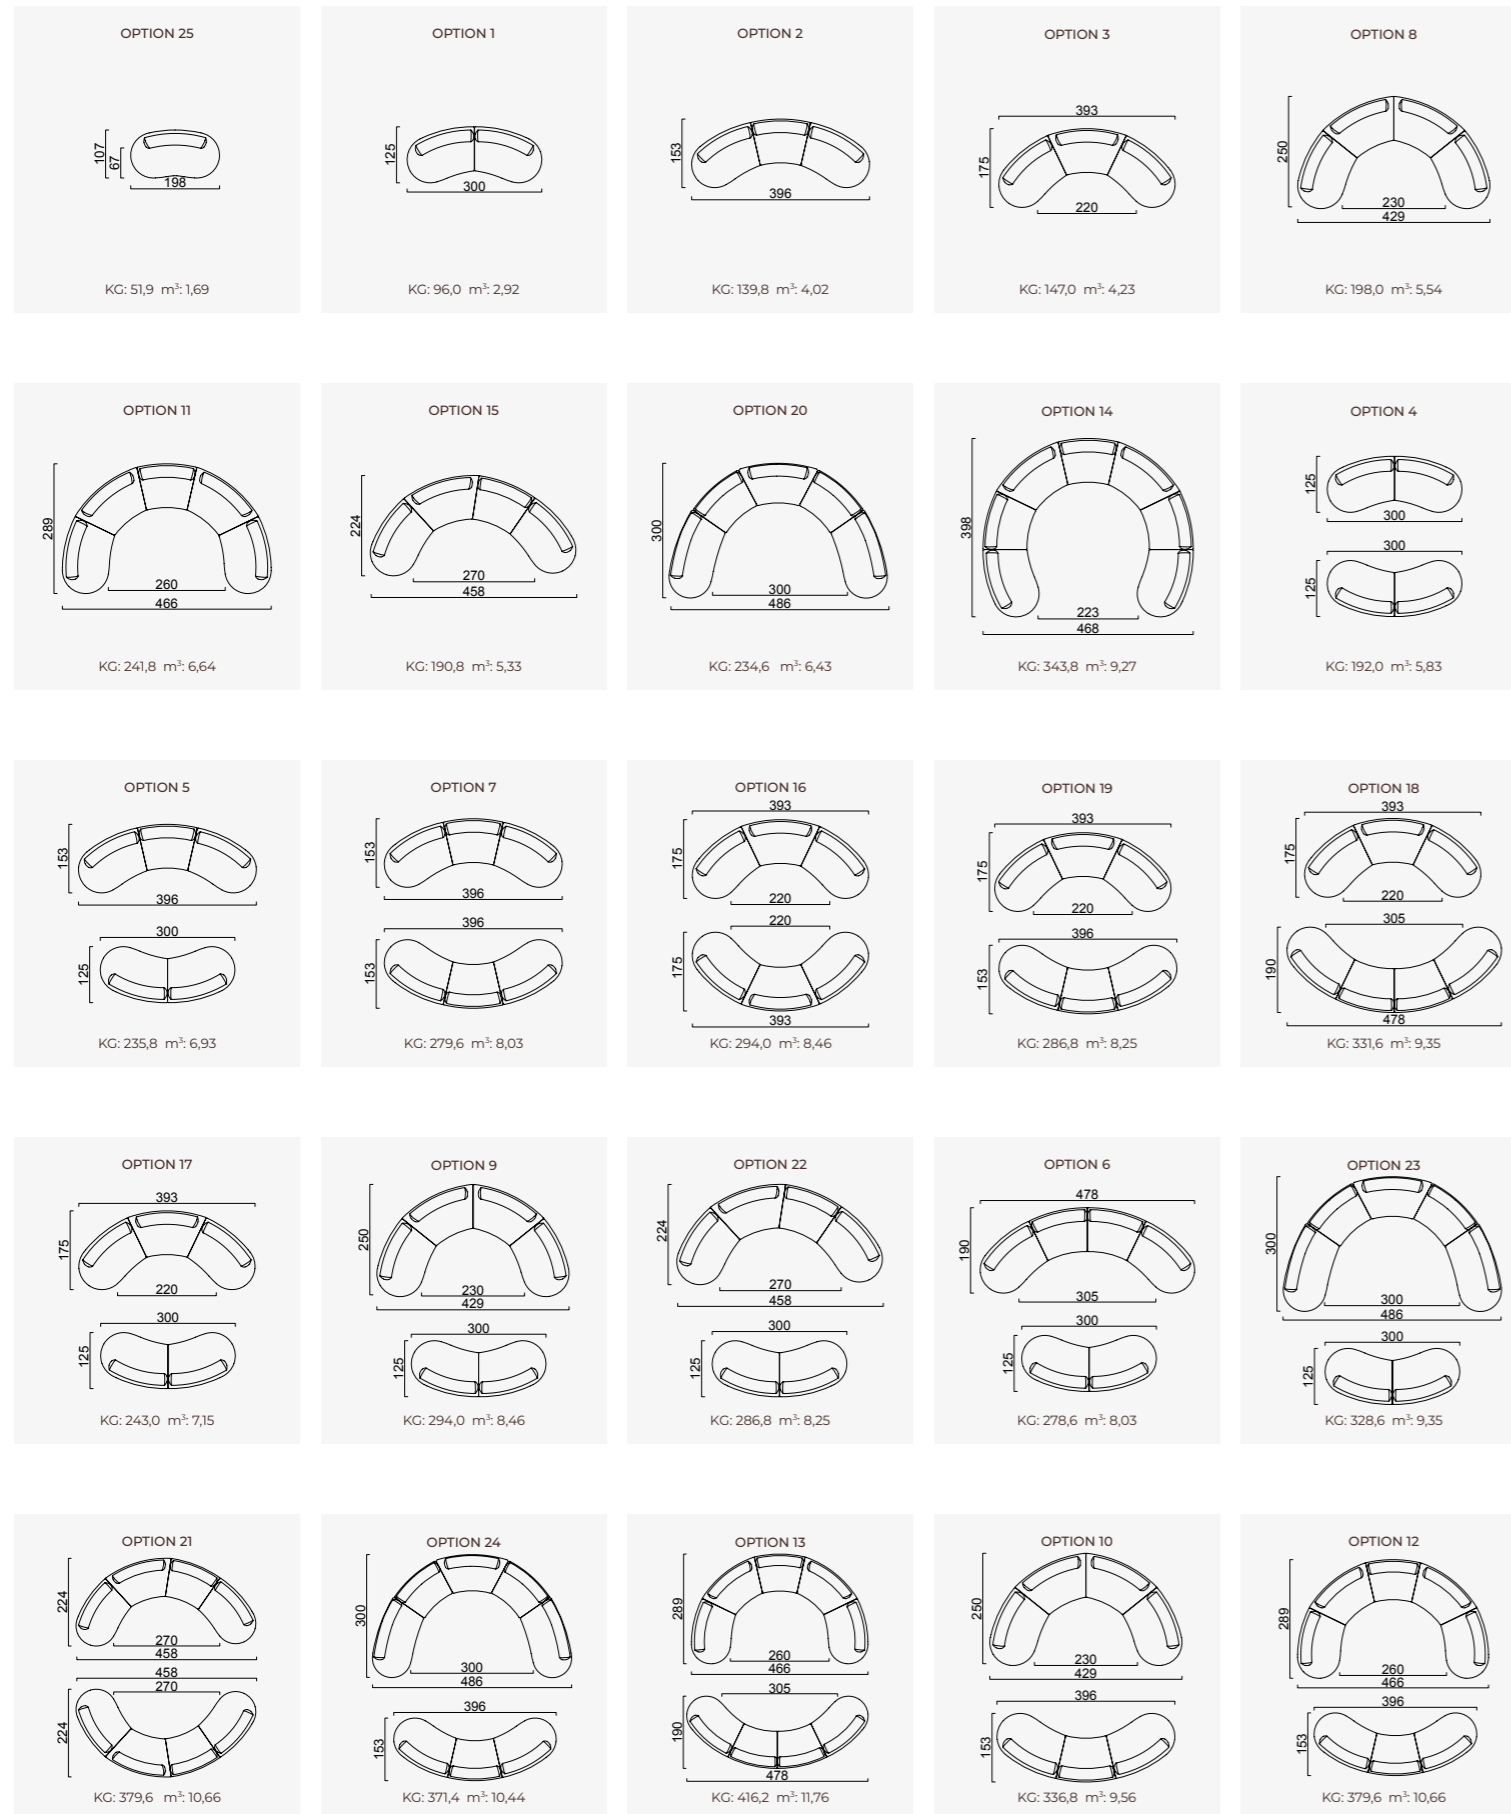 OPTION 25
107
67
198
KG: 51,9 m³: 1,69
OPTION 1
125
300
KG: 96,0 m³: 2,92
OPTION 2
153
396
KG: 139,8 m³: 4,02
OPTION 3
393
175
220
KG: 147,0 m³: 4,23
OPTION 8
250
230
429
KG: 198,0 m³: 5,54
OPTION 11
289
260
466
KG: 241,8 m³: 6,64
OPTION 15
224
270
458
KG: 190,8 m³: 5,33
OPTION 20
300
300
486
KG: 234,6 m³: 6,43
OPTION 14
398
223
468
KG: 343,8 m³: 9,27
OPTION 4
125
300
300
125
KG: 192,0 m³: 5,83
OPTION 5
153
396
300
125
KG: 235,8 m³: 6,93
OPTION 7
153
396
396
153
KG: 279,6 m³: 8,03
OPTION 16
393
175
220
220
175
393
KG: 294,0 m³: 8,46
OPTION 19
393
175
220
396
153
KG: 286,8 m³: 8,25
OPTION 18
393
175
220
305
190
478
KG: 331,6 m³: 9,35
OPTION 17
393
175
220
300
125
KG: 243,0 m³: 7,15
OPTION 9
250
230
429
300
125
KG: 294,0 m³: 8,46
OPTION 22
224
270
458
300
125
KG: 286,8 m³: 8,25
OPTION 6
478
190
305
300
125
KG: 278,6 m³: 8,03
OPTION 23
300
300
486
300
125
KG: 328,6 m³: 9,35
OPTION 21
224
270
458
458
270
224
KG: 379,6 m³: 10,66
OPTION 24
300
300
486
396
153
KG: 371,4 m³: 10,44
OPTION 13
289
260
466
305
190
478
KG: 416,2 m³: 11,76
OPTION 10
250
230
429
396
153
KG: 336,8 m³: 9,56
OPTION 12
289
260
466
396
153
KG: 379,6 m³: 10,66